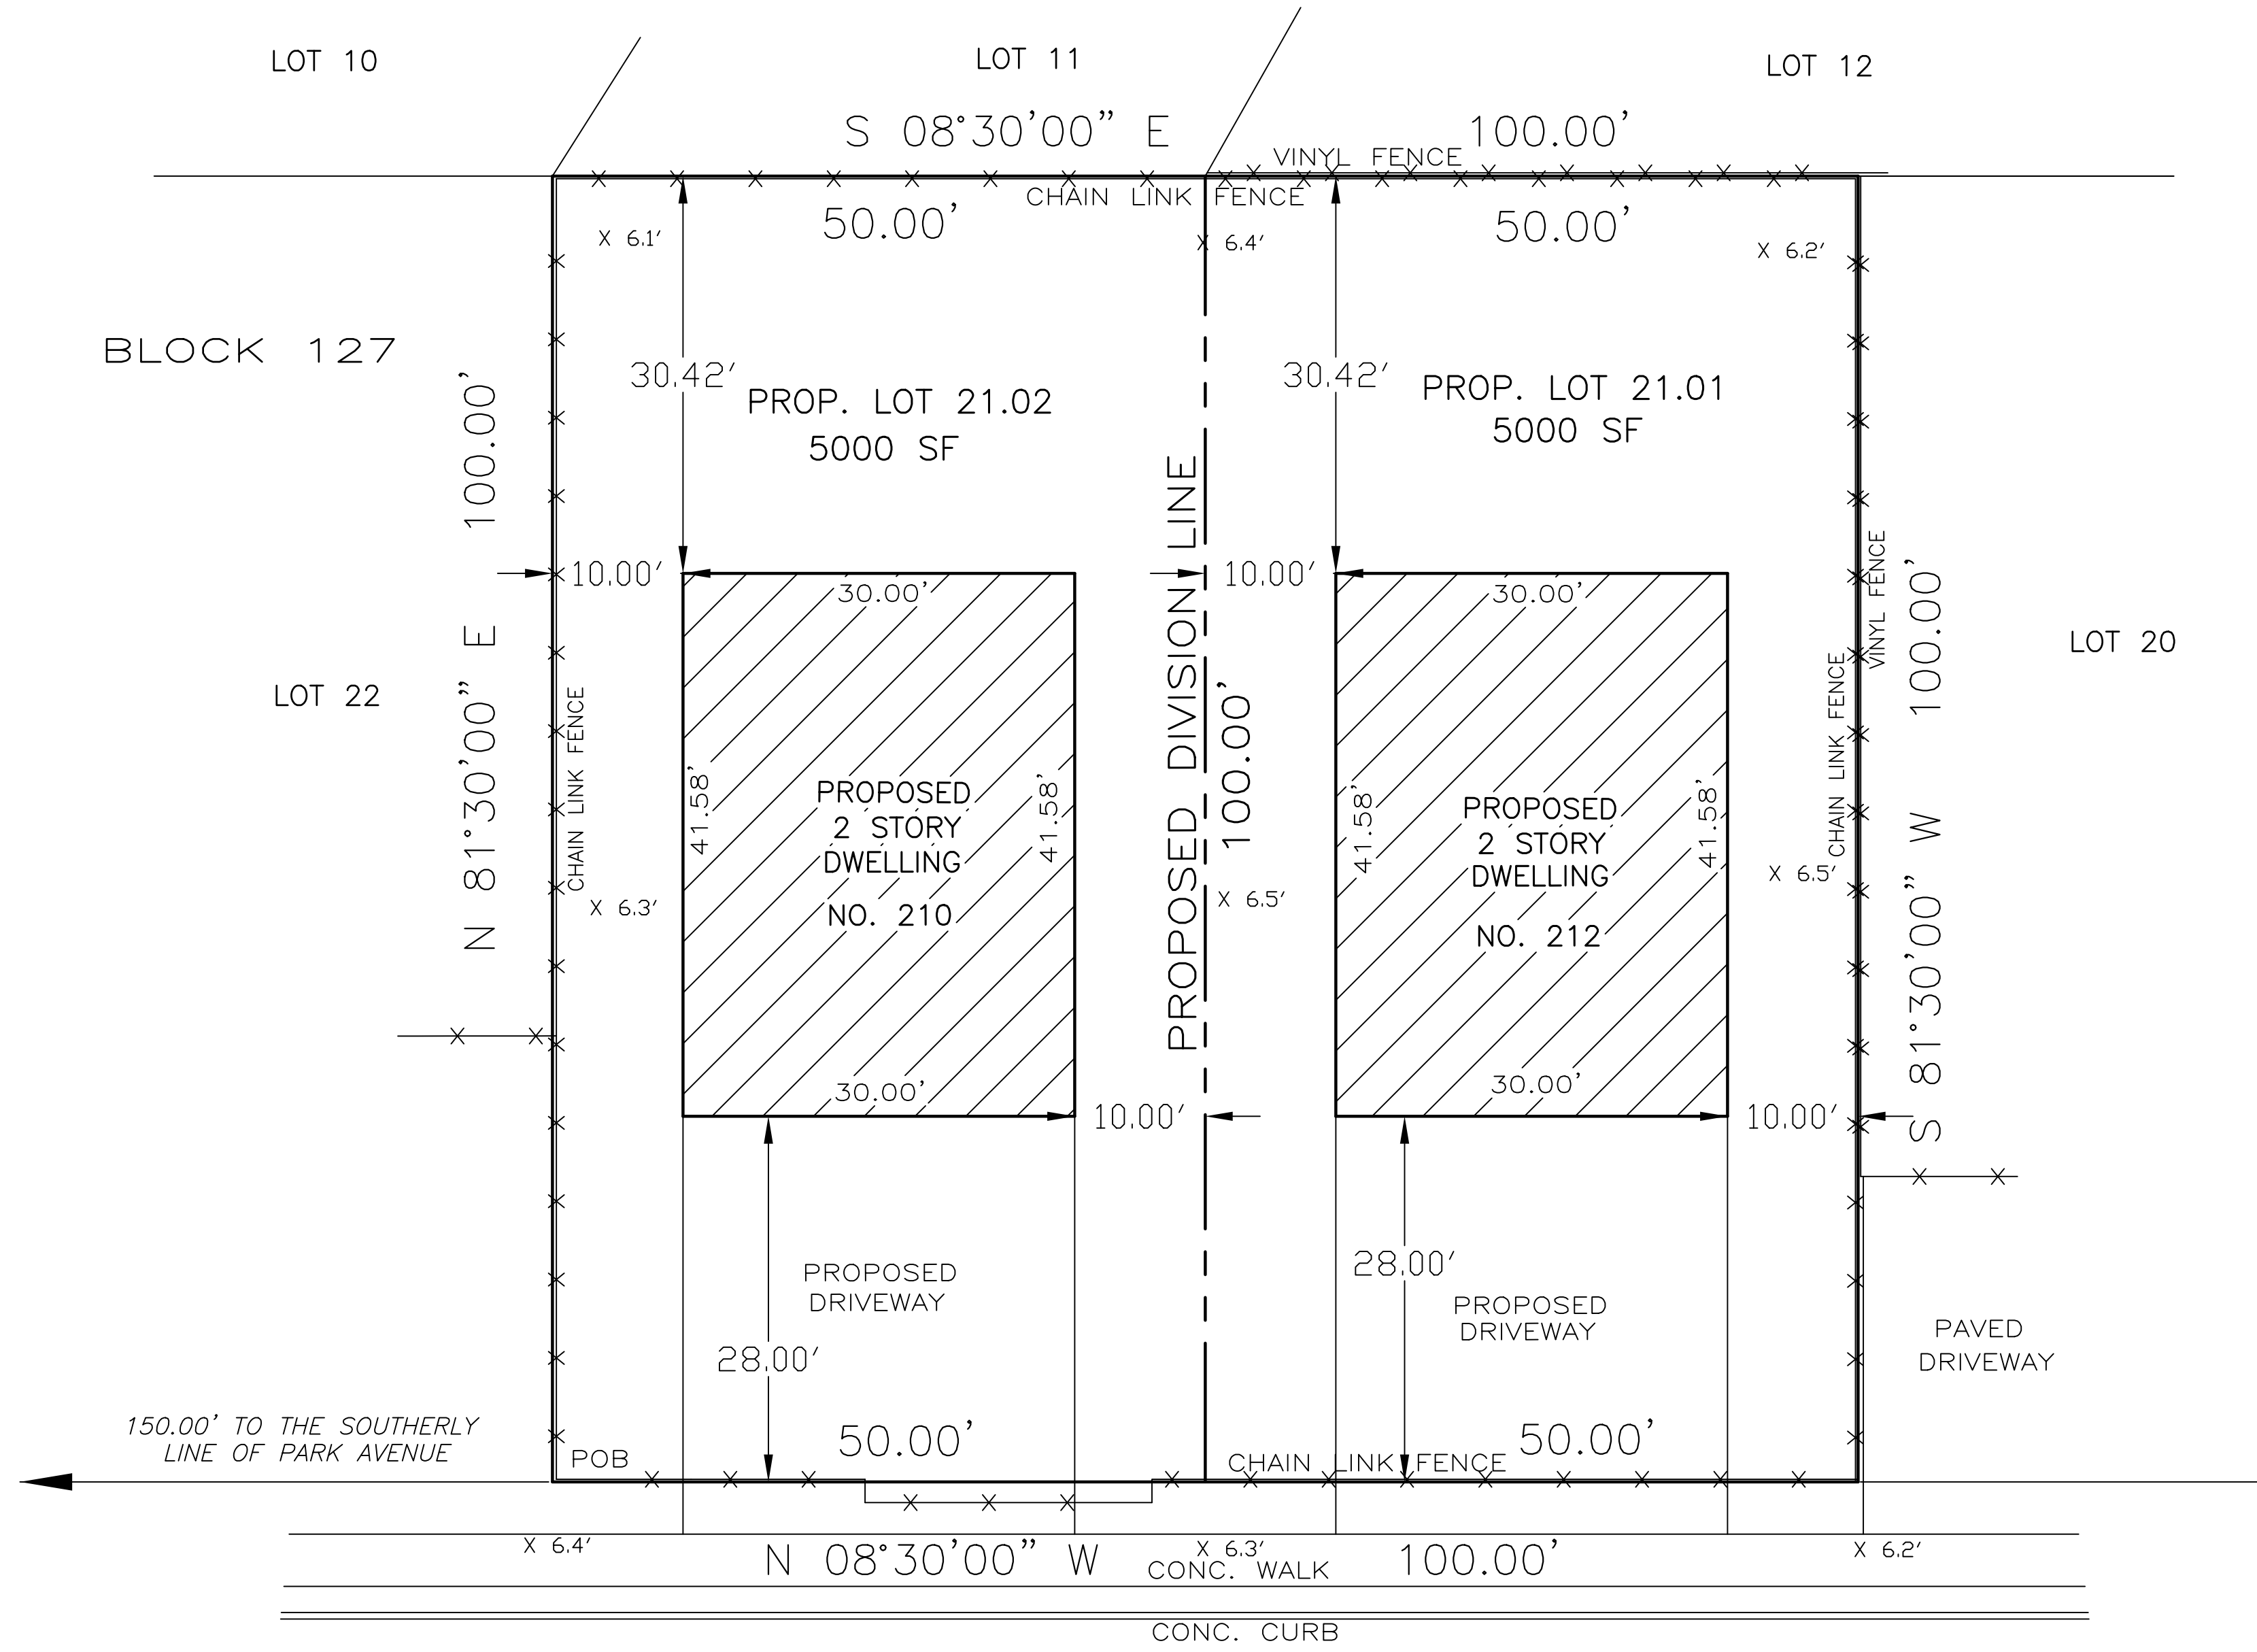 LOT 10
LOT 11
LOT 12
S 08°30'00" E
100.00'
VINYL FENCE
CHAIN LINK FENCE
50.00'
50.00'
X 6.1'
X 6.4'
X 6.2'
BLOCK 127
30.42'
30.42'
PROP. LOT 21.02
5000 SF
PROP. LOT 21.01
5000 SF
N 81°30'00" E 100.00'
10.00'
30.00'
PROPOSED DIVISION LINE
100.00'
10.00'
30.00'
VINYL FENCE
CHAIN LINK FENCE
S 81°30'00" W 100.00'
LOT 20
LOT 22
CHAIN LINK FENCE
41.58'
PROPOSED
2 STORY
DWELLING
NO. 210
41.58'
41.58'
PROPOSED
2 STORY
DWELLING
NO. 212
41.58'
X 6.3'
X 6.5'
X 6.5'
30.00'
10.00'
30.00'
10.00'
PROPOSED
DRIVEWAY
28.00'
28.00'
PROPOSED
DRIVEWAY
PAVED
DRIVEWAY
150.00' TO THE SOUTHERLY
LINE OF PARK AVENUE
POB
50.00'
CHAIN LINK FENCE
50.00'
X 6.4'
N 08°30'00" W
X 6.3'
CONC. WALK
100.00'
X 6.2'
CONC. CURB